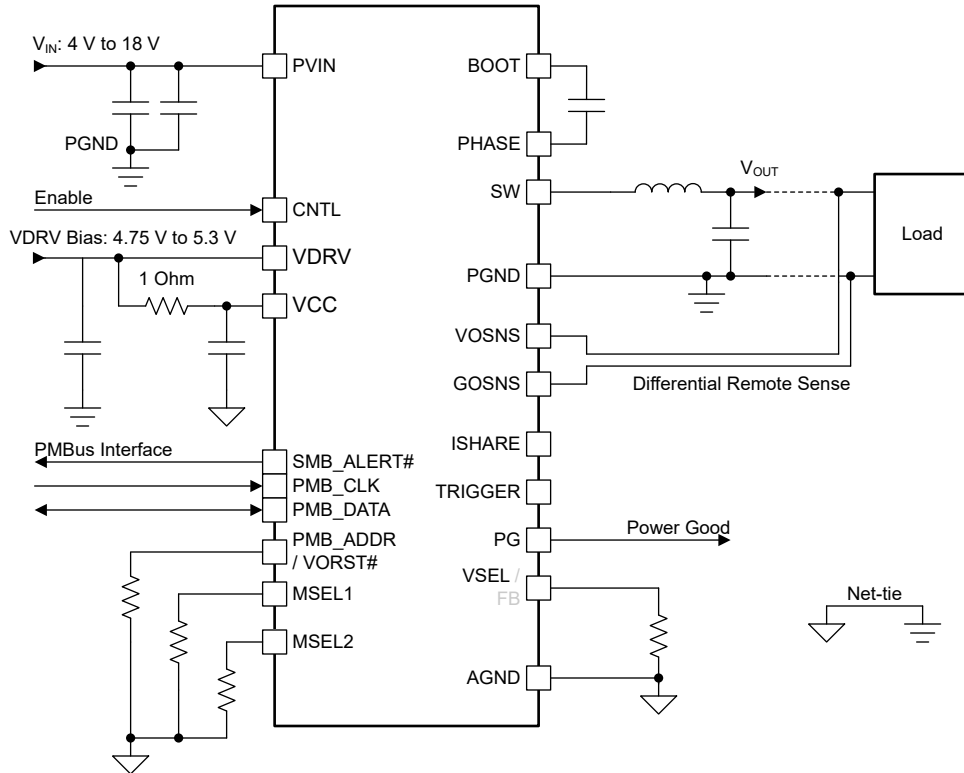 V_IN: 4 V to 18 V
PVIN
PGND
Enable
CNTL
VDRV Bias: 4.75 V to 5.3 V
VDRV
1 Ohm
VCC
PMBus Interface
SMB_ALERT#
PMB_CLK
PMB_DATA
PMB_ADDR
/ VORST#
MSEL1
MSEL2
BOOT
PHASE
SW
V_OUT
Load
PGND
VOSNS
GOSNS
Differential Remote Sense
ISHARE
TRIGGER
PG
Power Good
VSEL /
FB
AGND
Net-tie